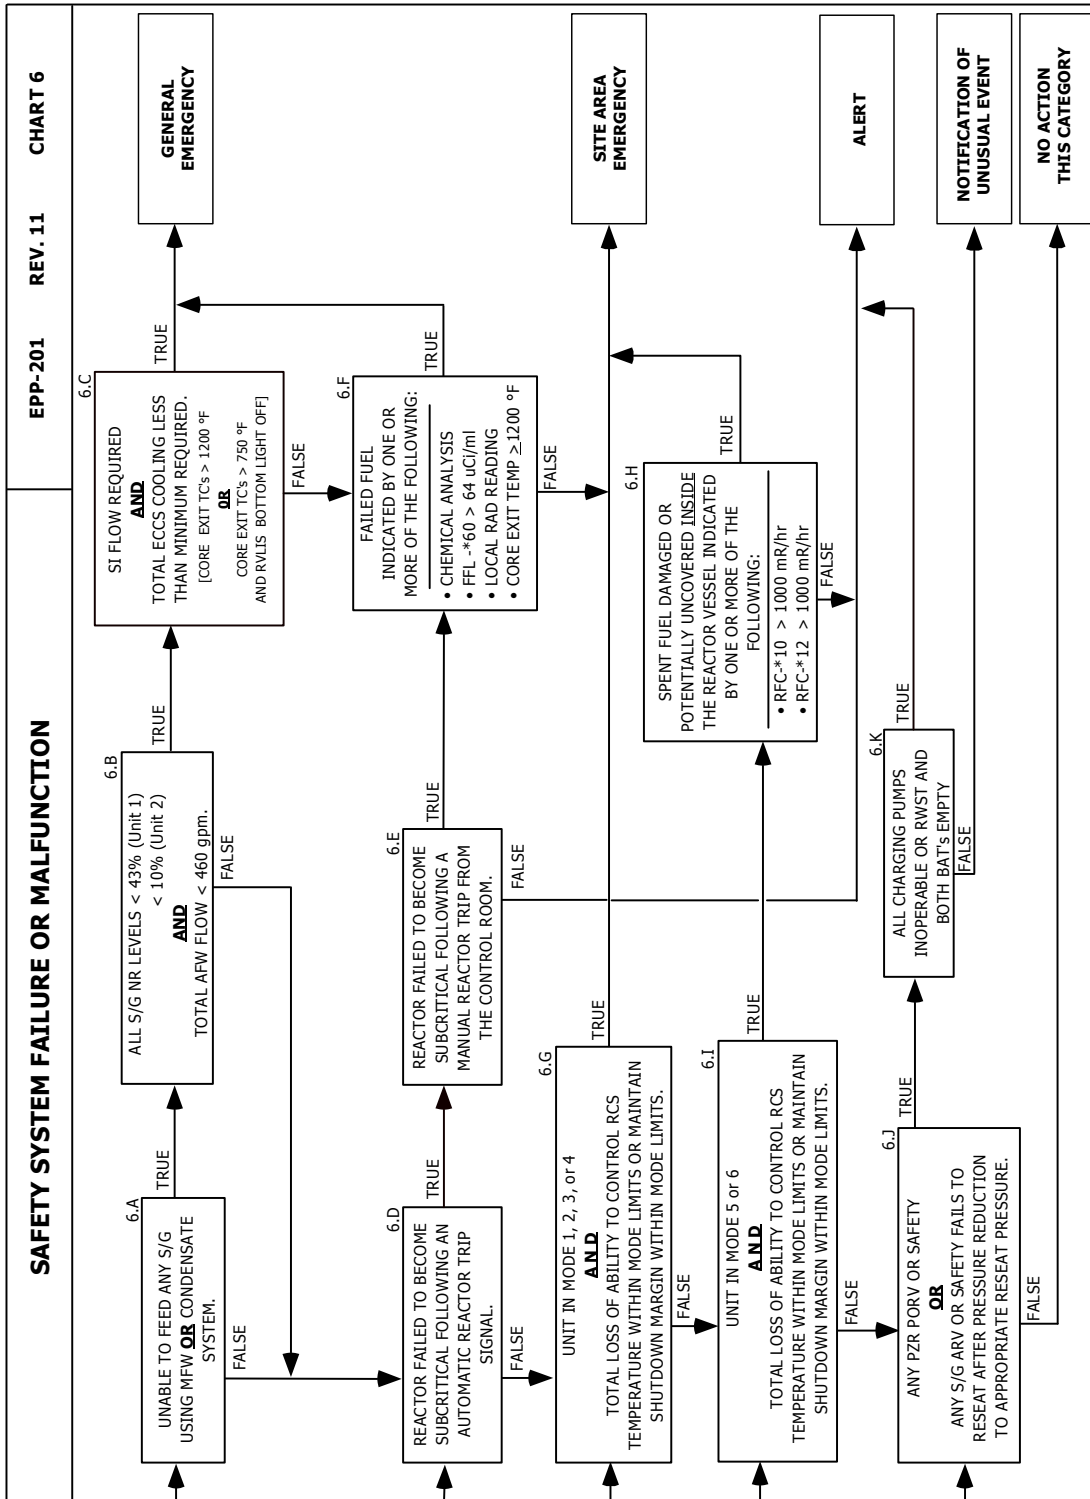 SAFETY SYSTEM FAILURE OR MALFUNCTION
EPP-201 REV. 11 CHART 6
6.A
UNABLE TO FEED ANY S/G
USING MFW OR CONDENSATE
SYSTEM.
TRUE
FALSE
6.B
ALL S/G NR LEVELS < 43% (Unit 1)
< 10% (Unit 2)
AND
TOTAL AFW FLOW < 460 gpm.
TRUE
FALSE
6.C
SI FLOW REQUIRED
AND
TOTAL ECCS COOLING LESS
THAN MINIMUM REQUIRED.
[CORE EXIT TC's > 1200 °F
OR
CORE EXIT TC's > 750 °F
AND RVLIS BOTTOM LIGHT OFF]
TRUE
FALSE
GENERAL
EMERGENCY
6.D
REACTOR FAILED TO BECOME
SUBCRITICAL FOLLOWING AN
AUTOMATIC REACTOR TRIP
SIGNAL.
TRUE
FALSE
6.E
REACTOR FAILED TO BECOME
SUBCRITICAL FOLLOWING A
MANUAL REACTOR TRIP FROM
THE CONTROL ROOM.
TRUE
FALSE
6.F
FAILED FUEL
INDICATED BY ONE OR
MORE OF THE FOLLOWING:
• CHEMICAL ANALYSIS
• FFL -*60 > 64 uCi/ml
• LOCAL RAD READING
• CORE EXIT TEMP >1200 °F
TRUE
FALSE
6.G
UNIT IN MODE 1, 2, 3, or 4
A N D
TOTAL LOSS OF ABILITY TO CONTROL RCS
TEMPERATURE WITHIN MODE LIMITS OR MAINTAIN
SHUTDOWN MARGIN WITHIN MODE LIMITS.
TRUE
FALSE
SITE AREA
EMERGENCY
6.H
SPENT FUEL DAMAGED OR
POTENTIALLY UNCOVERED INSIDE
THE REACTOR VESSEL INDICATED
BY ONE OR MORE OF THE
FOLLOWING:
• RFC-*10 > 1000 mR/hr
• RFC-*12 > 1000 mR/hr
TRUE
FALSE
6.I
UNIT IN MODE 5 or 6
A N D
TOTAL LOSS OF ABILITY TO CONTROL RCS
TEMPERATURE WITHIN MODE LIMITS OR MAINTAIN
SHUTDOWN MARGIN WITHIN MODE LIMITS.
TRUE
FALSE
ALERT
6.J
ANY PZR PORV OR SAFETY
OR
ANY S/G ARV OR SAFETY FAILS TO
RESEAT AFTER PRESSURE REDUCTION
TO APPROPRIATE RESEAT PRESSURE.
TRUE
FALSE
6.K
ALL CHARGING PUMPS
INOPERABLE OR RWST AND
BOTH BAT's EMPTY
TRUE
FALSE
NOTIFICATION OF
UNUSUAL EVENT
NO ACTION
THIS CATEGORY